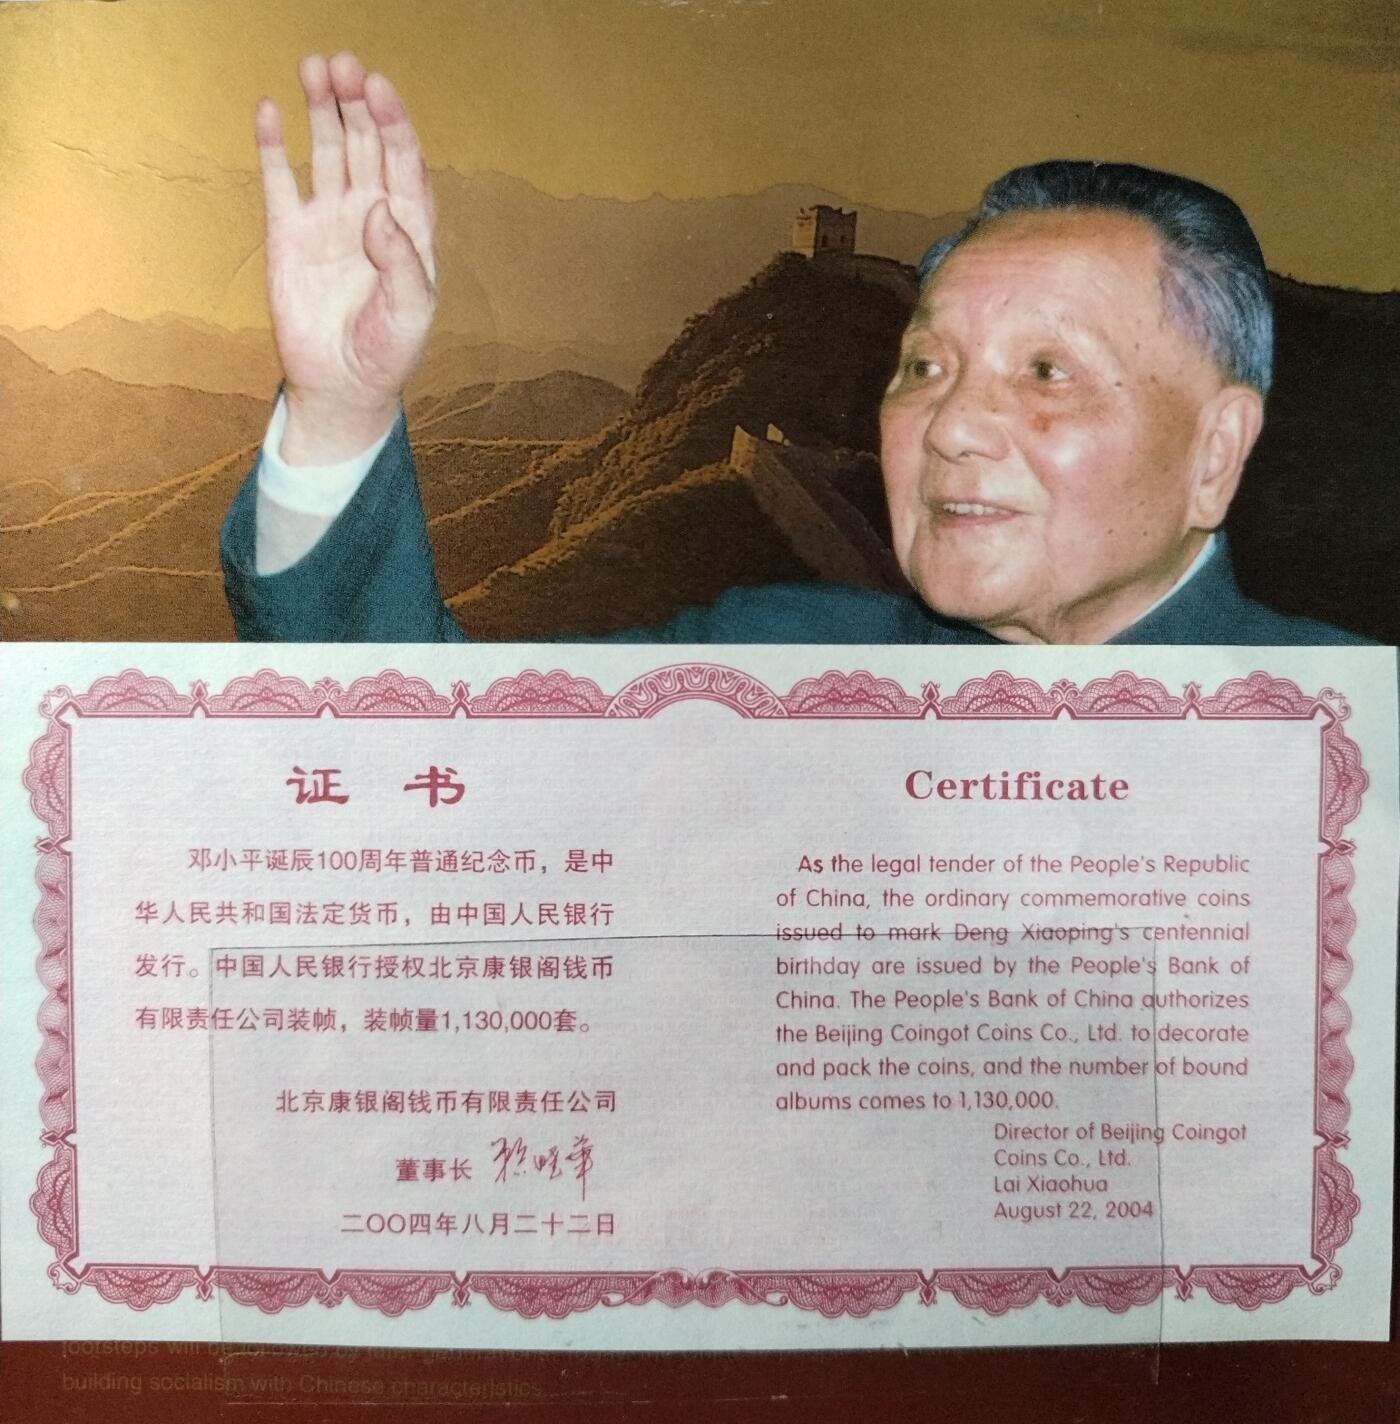 证 书
邓小平诞辰100周年普通纪念币，是中
华人民共和国法定货币，由中国人民银行
发行。中国人民银行授权北京康银阁钱币
有限责任公司装帧，装帧量1,130,000套。
北京康银阁钱币有限责任公司
董事长
二〇〇四年八月二十二日
Certificate
As the legal tender of the People's Republic
of China, the ordinary commemorative coins
issued to mark Deng Xiaoping's centennial
birthday are issued by the People's Bank of
China. The People's Bank of China authorizes
the Beijing Coingot Coins Co., Ltd. to decorate
and pack the coins, and the number of bound
albums comes to 1,130,000.
Director of Beijing Coingot
Coins Co., Ltd.
Lai Xiaohua
August 22, 2004
footsteps will be followed by
building socialism with Chinese characteristics...